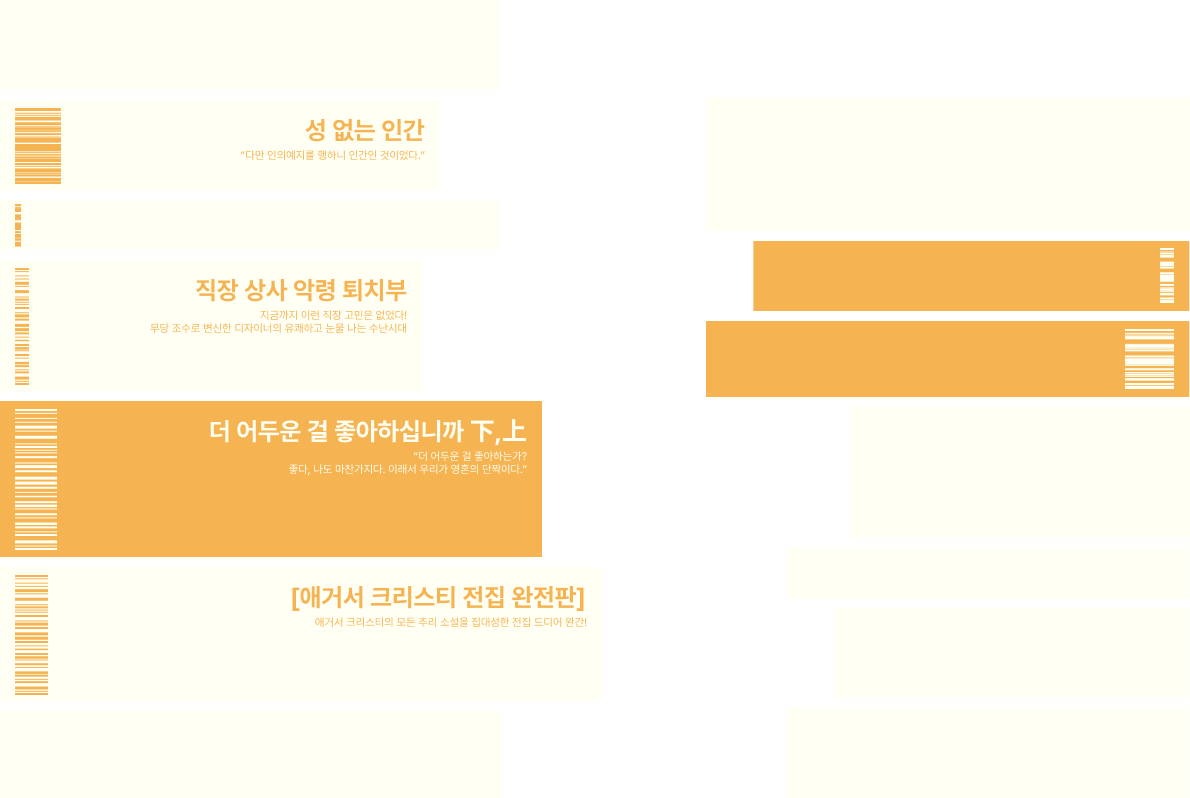 성 없는 인간
“다만 인의예지를 행하니 인간인 것이었다.”
직장 상사 악령 퇴치부
지금까지 이런 직장 고민은 없었다!
무당 조수로 변신한 디자이너의 유쾌하고 눈물 나는 수난시대
더 어두운 걸 좋아하십니까 下,上
“더 어두운 걸 좋아하는가?
좋다, 나도 마찬가지다. 이래서 우리가 영혼의 단짝이다.”
[애거서 크리스티 전집 완전판]
애거서 크리스티의 모든 추리 소설을 집대성한 전집 드디어 완간!